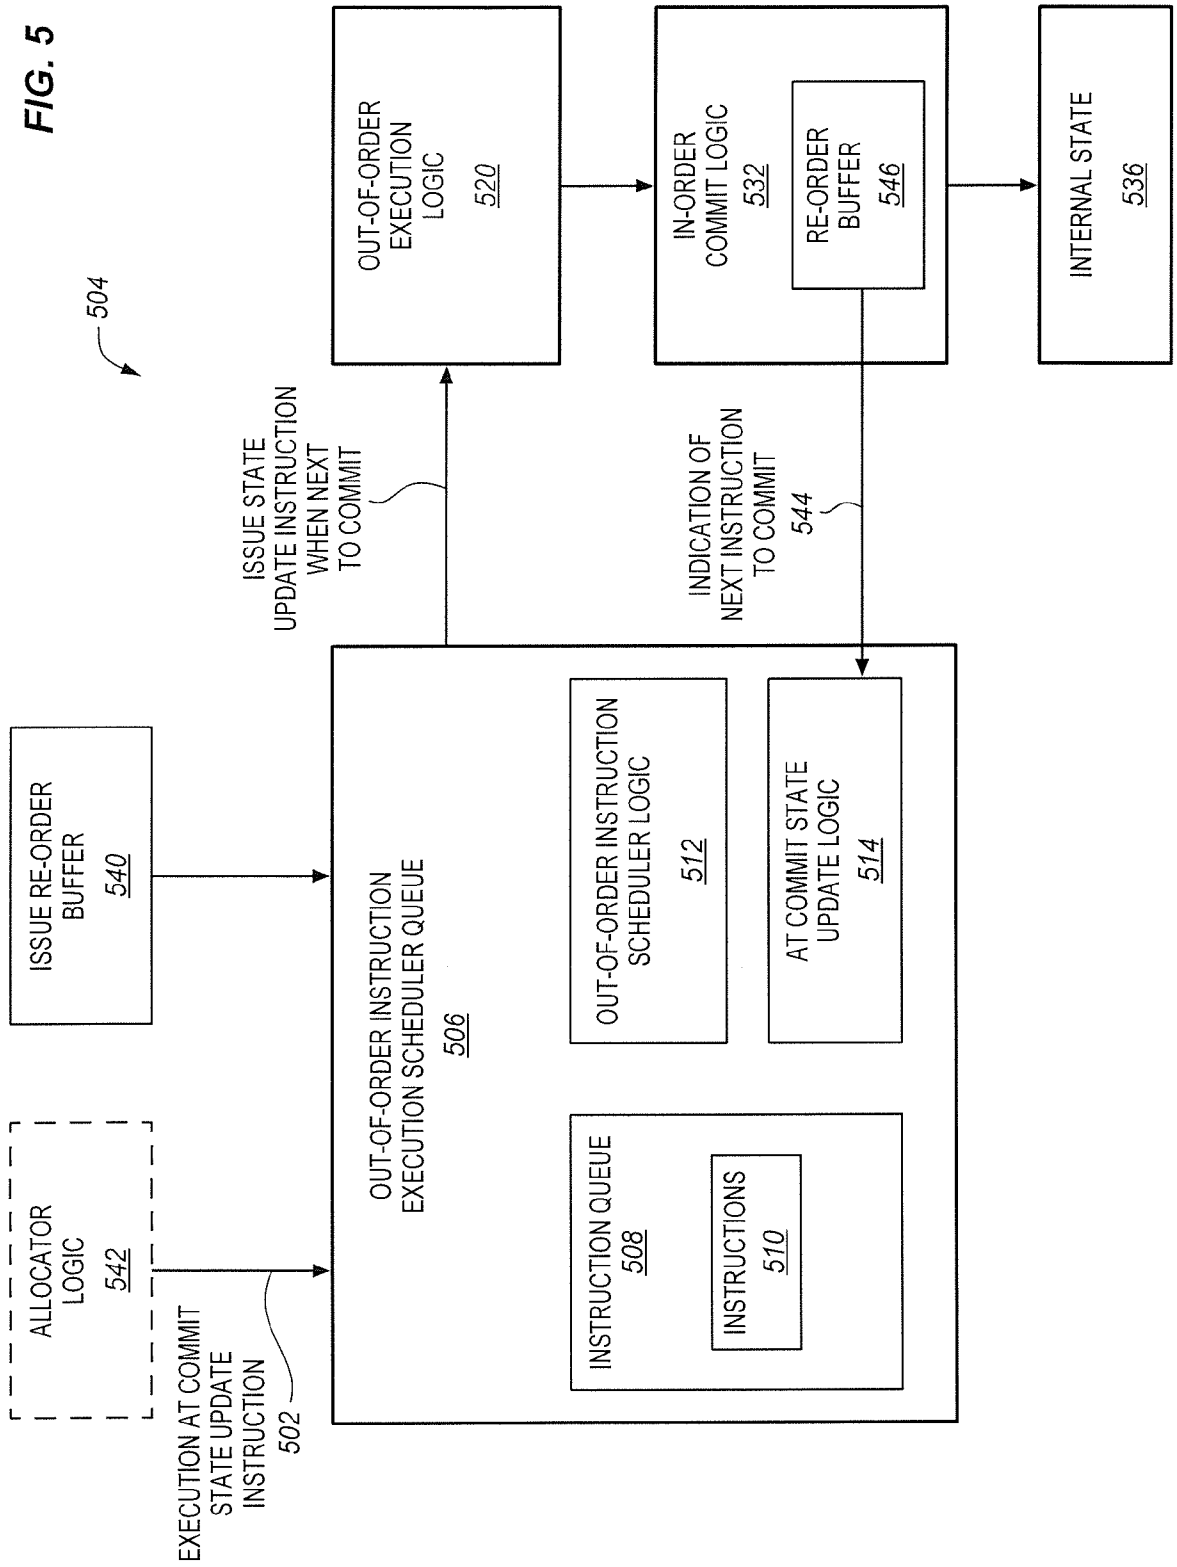 FIG. 5
504
ALLOCATOR
LOGIC
542
ISSUE RE-ORDER
BUFFER
540
EXECUTION AT COMMIT
STATE UPDATE
INSTRUCTION
502
OUT-OF-ORDER INSTRUCTION
EXECUTION SCHEDULER QUEUE
506
INSTRUCTION QUEUE
508
INSTRUCTIONS
510
OUT-OF-ORDER INSTRUCTION
SCHEDULER LOGIC
512
AT COMMIT STATE
UPDATE LOGIC
514
ISSUE STATE
UPDATE INSTRUCTION
WHEN NEXT
TO COMMIT
INDICATION OF
NEXT INSTRUCTION
TO COMMIT
544
OUT-OF-ORDER
EXECUTION
LOGIC
520
IN-ORDER
COMMIT LOGIC
532
RE-ORDER
BUFFER
546
INTERNAL STATE
536